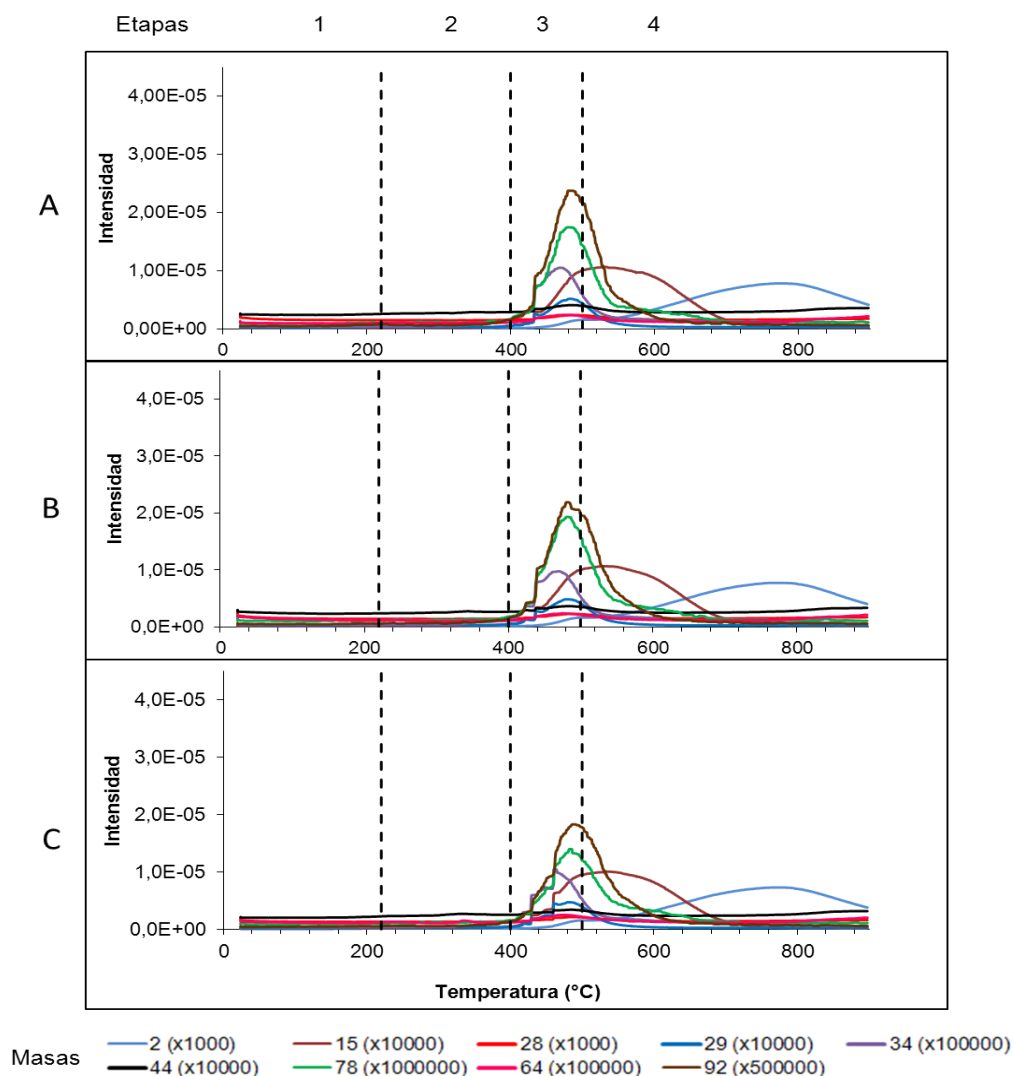 Etapas 1 2 3 4
A
Intensidad
4,00E-05
3,00E-05
2,00E-05
1,00E-05
0,00E+00
0 200 400 600 800
B
Intensidad
4,0E-05
3,0E-05
2,0E-05
1,0E-05
0,0E+00
0 200 400 600 800
C
Intensidad
4,0E-05
3,0E-05
2,0E-05
1,0E-05
0,0E+00
0 200 400 600 800
Temperatura (°C)
Masas
2 (x1000) 15 (x10000) 28 (x1000) 29 (x10000) 34 (x100000)
44 (x10000) 78 (x1000000) 64 (x100000) 92 (x500000)